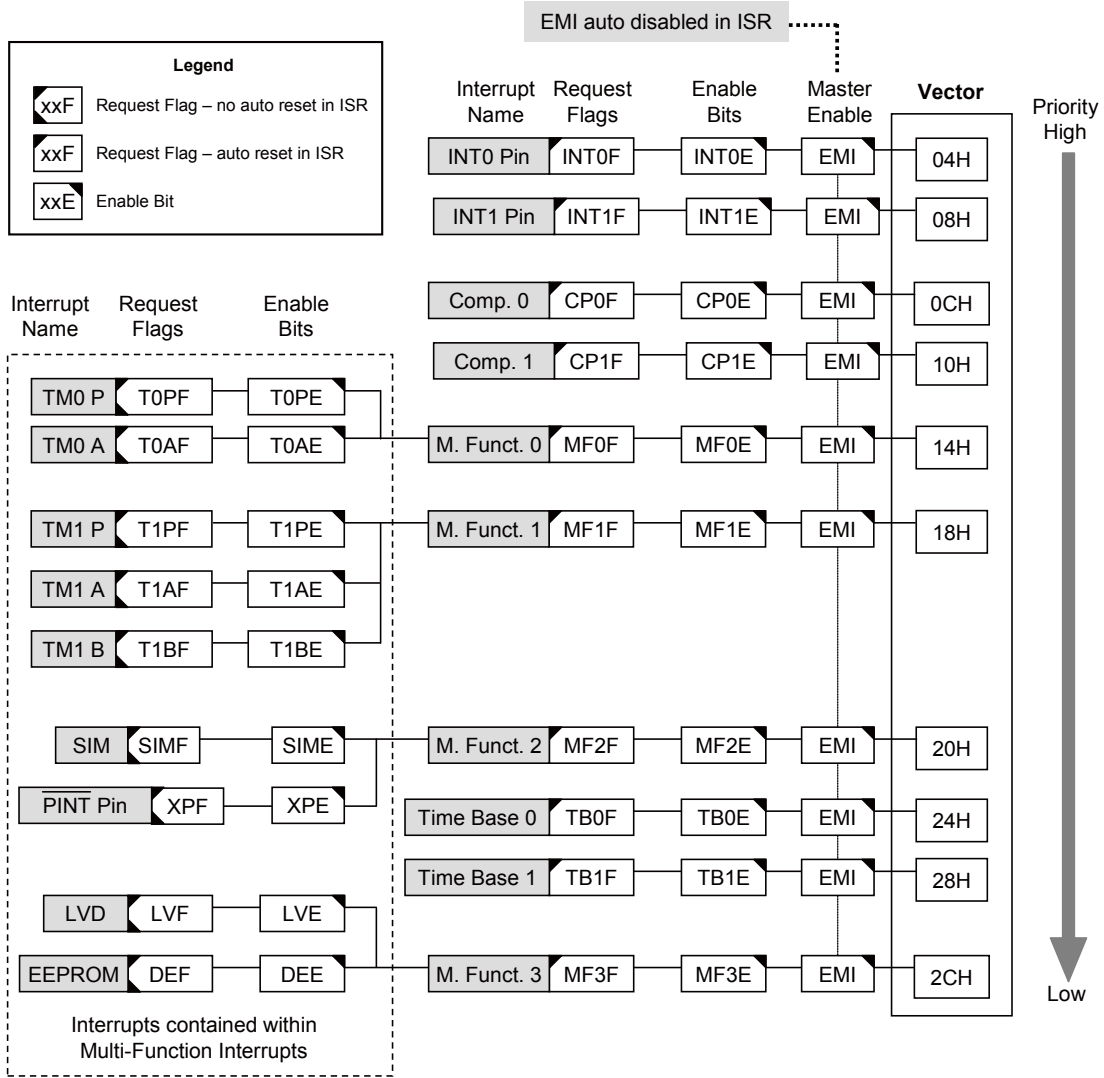 EMI auto disabled in ISR
Legend
xxF Request Flag – no auto reset in ISR
xxF Request Flag – auto reset in ISR
xxE Enable Bit
Interrupt Name Request Flags Enable Bits Master Enable Vector
Priority High
INT0 Pin INT0F INT0E EMI 04H
INT1 Pin INT1F INT1E EMI 08H
Comp. 0 CP0F CP0E EMI 0CH
Comp. 1 CP1F CP1E EMI 10H
Interrupt Name Request Flags Enable Bits
TM0 P T0PF T0PE
TM0 A T0AF T0AE M. Funct. 0 MF0F MF0E EMI 14H
TM1 P T1PF T1PE M. Funct. 1 MF1F MF1E EMI 18H
TM1 A T1AF T1AE
TM1 B T1BF T1BE
SIM SIMF SIME M. Funct. 2 MF2F MF2E EMI 20H
PINT Pin XPF XPE
Time Base 0 TB0F TB0E EMI 24H
Time Base 1 TB1F TB1E EMI 28H
LVD LVF LVE
EEPROM DEF DEE M. Funct. 3 MF3F MF3E EMI 2CH
Low
Interrupts contained within
Multi-Function Interrupts